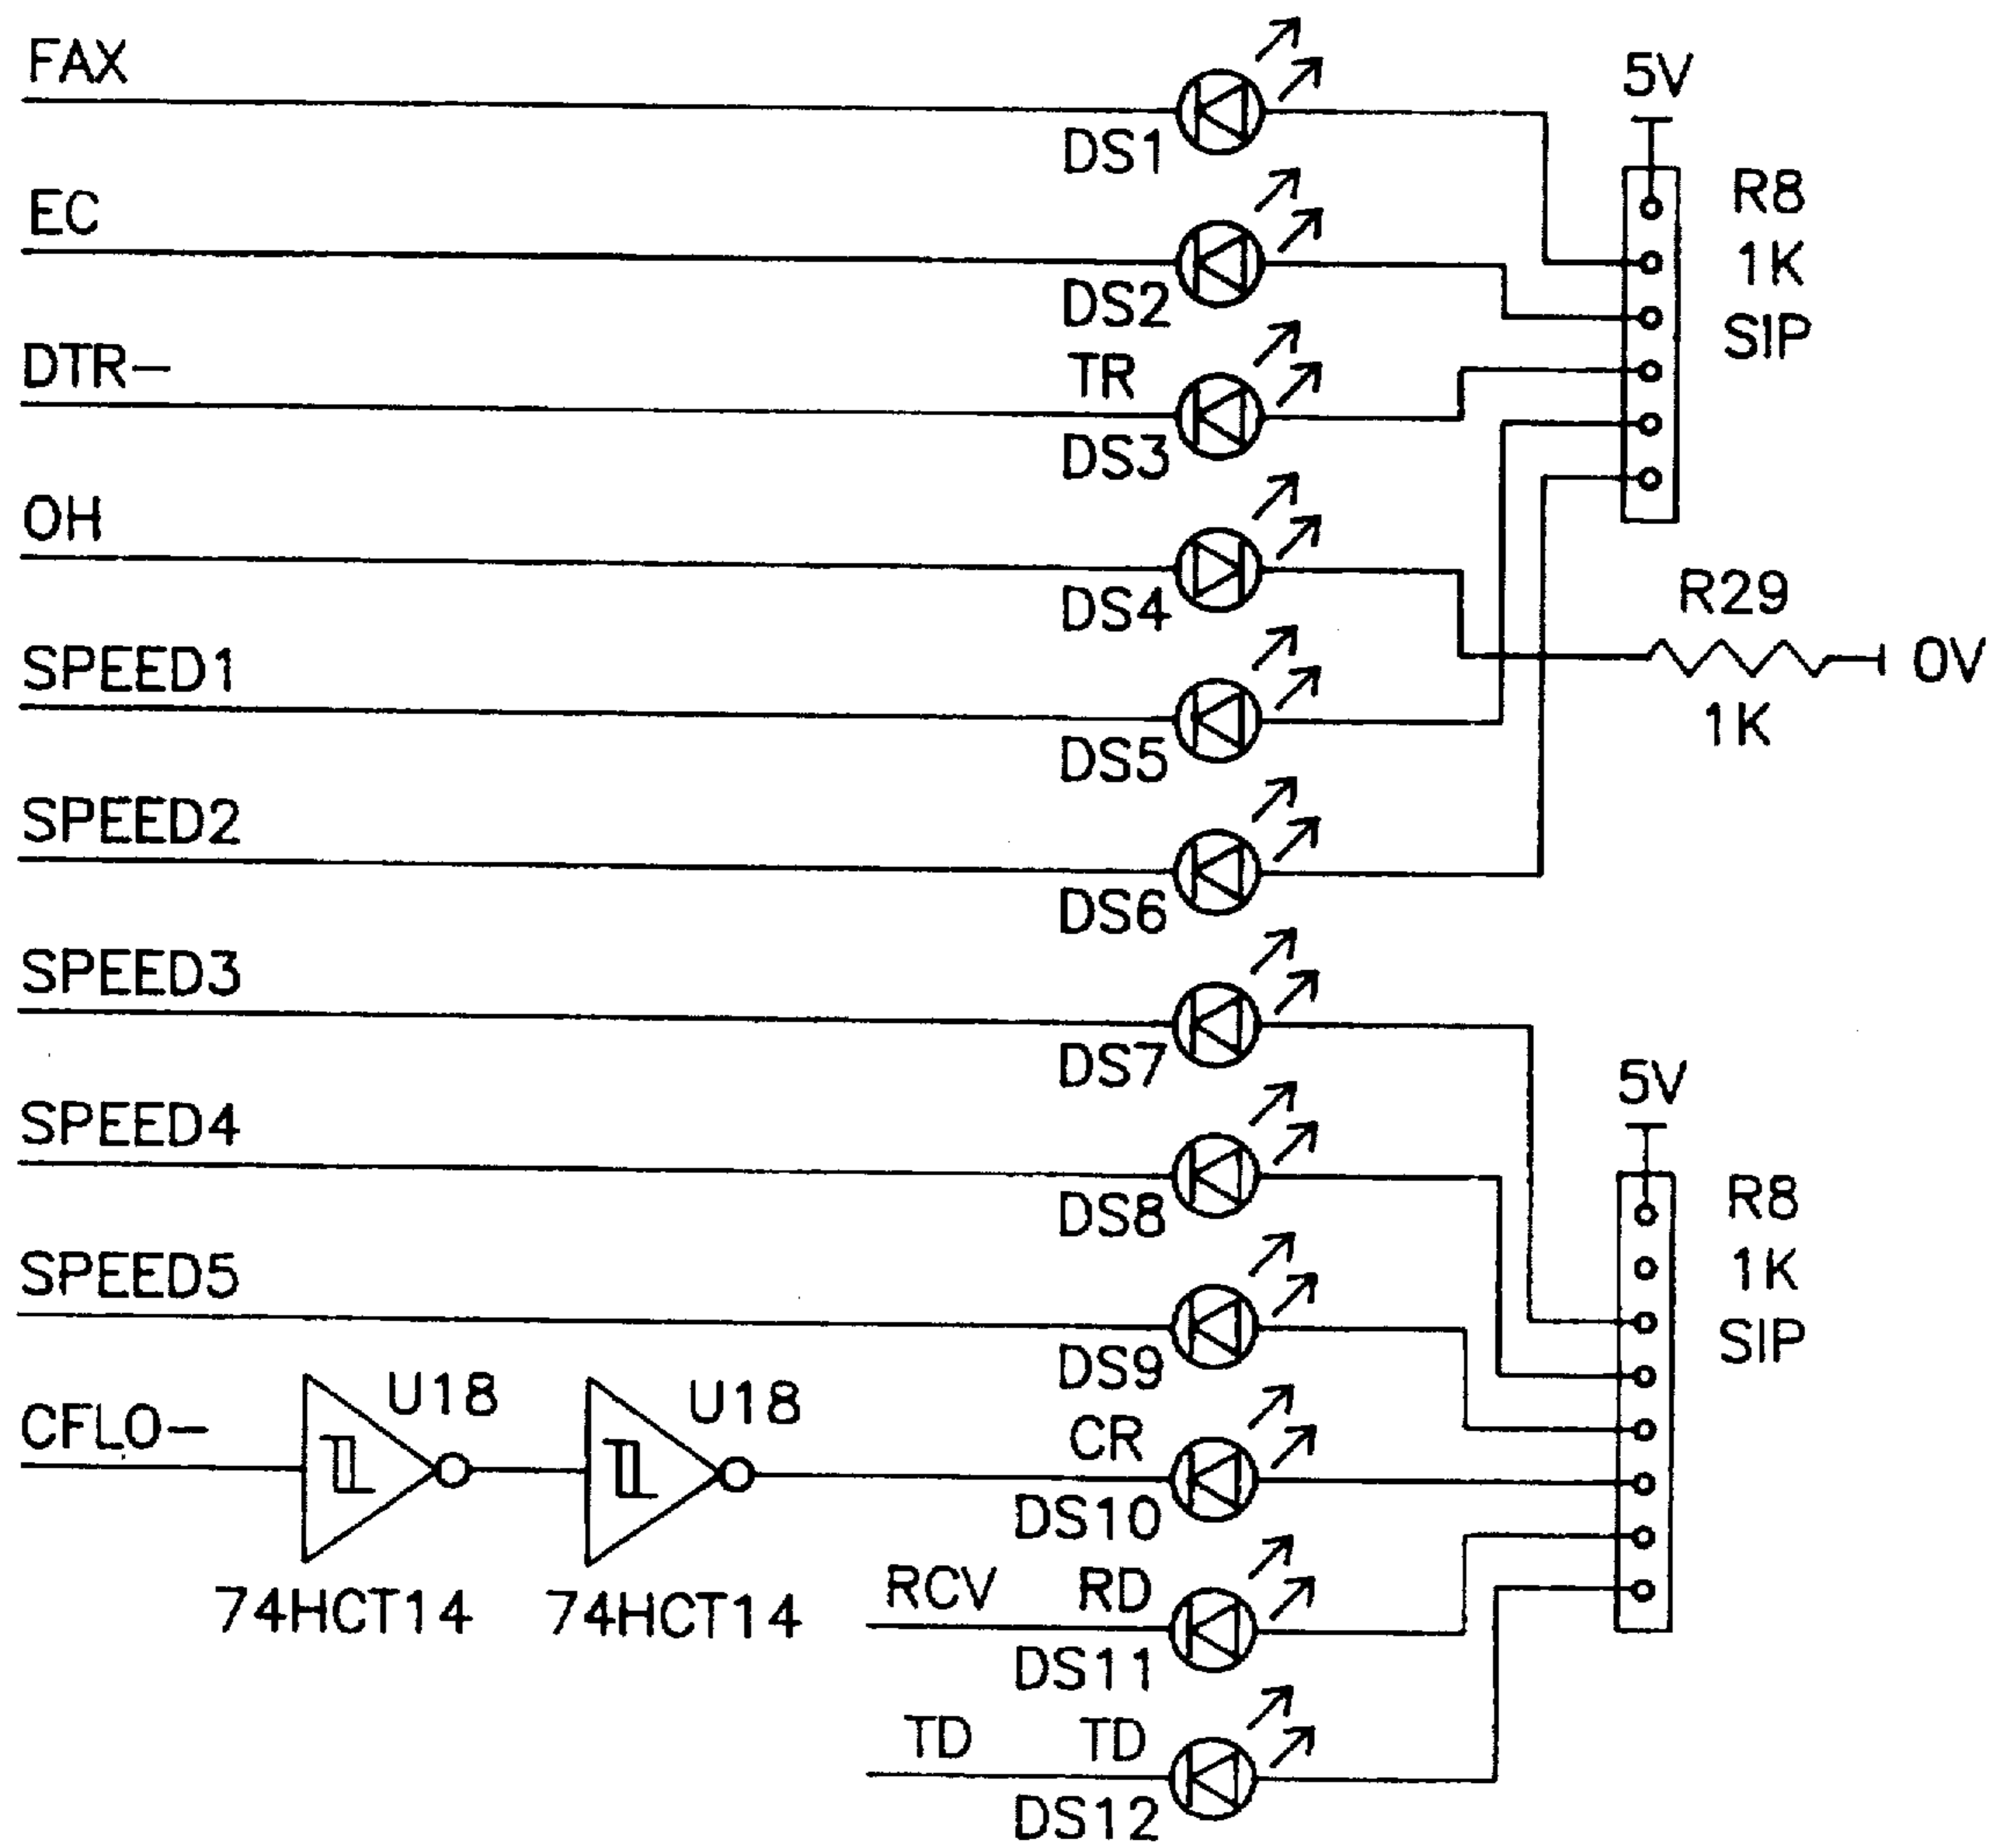 FAX
DS1
5V
R8
1K
SIP
EC
DS2
DTR-
TR
DS3
OH
DS4
R29
1K
0V
SPEED1
DS5
SPEED2
DS6
SPEED3
DS7
SPEED4
DS8
5V
R8
1K
SIP
SPEED5
DS9
CFLO-
U18
74HCT14
U18
74HCT14
CR
DS10
RCV
RD
DS11
TD
TD
DS12